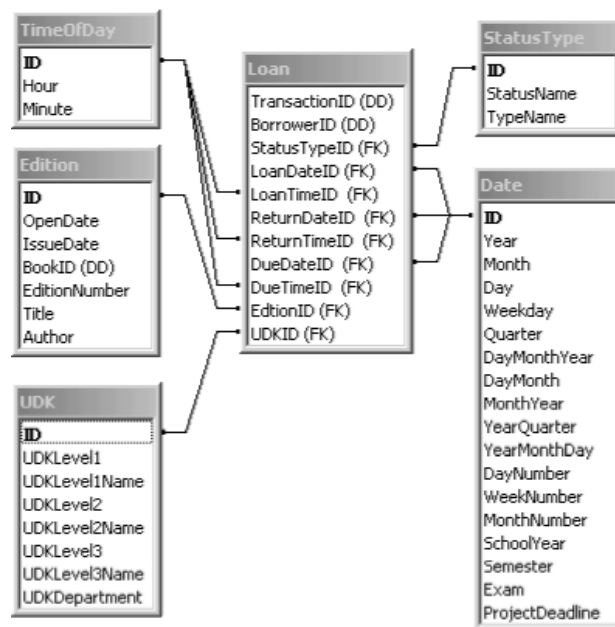 TimeOfDay
ID
Hour
Minute
Edition
ID
OpenDate
IssueDate
BookID (DD)
EditionNumber
Title
Author
UDK
ID
UDKLevel1
UDKLevel1Name
UDKLevel2
UDKLevel2Name
UDKLevel3
UDKLevel3Name
UDKDepartment
Loan
TransactionID (DD)
BorrowerID (DD)
StatusTypeID (FK)
LoanDateID (FK)
LoanTimeID (FK)
ReturnDateID (FK)
ReturnTimeID (FK)
DueDateID (FK)
DueTimeID (FK)
EdtionID (FK)
UDKID (FK)
StatusType
ID
StatusName
TypeName
Date
ID
Year
Month
Day
Weekday
Quarter
DayMonthYear
DayMonth
MonthYear
YearQuarter
YearMonthDay
DayNumber
WeekNumber
MonthNumber
SchoolYear
Semester
Exam
ProjectDeadline